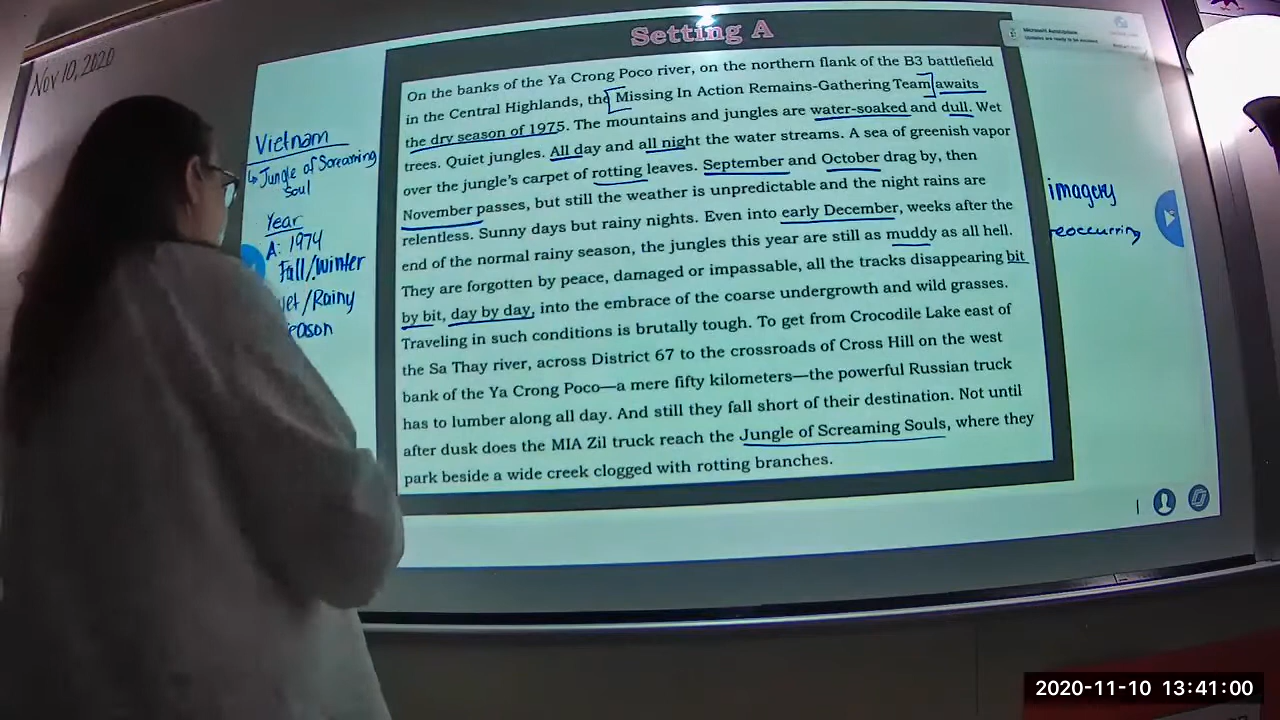 Nov 10, 2020
Setting A
Microsoft AutoUpdate
Updates are ready to be installed
Vietnam
↳ Jungle of Screaming
Soul
Year
A: 1974
Fall/Winter
wet/Rainy
season
On the banks of the Ya Crong Poco river, on the northern flank of the B3 battlefield
in the Central Highlands, the [Missing In Action Remains-Gathering Team] awaits
the dry season of 1975. The mountains and jungles are water-soaked and dull. Wet
trees. Quiet jungles. All day and all night the water streams. A sea of greenish vapor
over the jungle's carpet of rotting leaves. September and October drag by, then
November passes, but still the weather is unpredictable and the night rains are
relentless. Sunny days but rainy nights. Even into early December, weeks after the
end of the normal rainy season, the jungles this year are still as muddy as all hell.
They are forgotten by peace, damaged or impassable, all the tracks disappearing bit
by bit, day by day, into the embrace of the coarse undergrowth and wild grasses.
Traveling in such conditions is brutally tough. To get from Crocodile Lake east of
the Sa Thay river, across District 67 to the crossroads of Cross Hill on the west
bank of the Ya Crong Poco—a mere fifty kilometers—the powerful Russian truck
has to lumber along all day. And still they fall short of their destination. Not until
after dusk does the MIA Zil truck reach the Jungle of Screaming Souls, where they
park beside a wide creek clogged with rotting branches.
imagery
reoccurring
2020-11-10 13:41:00